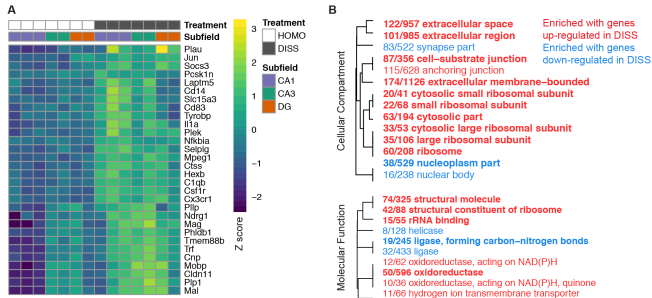 A
Treatment
Subfield
Plau
Jun
Socs3
Pcsk1n
Laptm5
Cd14
Slc15a3
Cd83
Tyrobp
Il1a
Plek
Nfkbia
Selplg
Mpeg1
Ctss
Hexb
C1qb
Csf1r
Cx3cr1
Pllp
Ndrg1
Mag
Phldb1
Tmem88b
Trf
Cnp
Mobp
Cldn11
Plp1
Mal
3
2
1
0
−1
−2
Z score
Treatment
HOMO
DISS
Subfield
CA1
CA3
DG
B
Cellular Compartment
122/957 extracellular space
101/985 extracellular region
83/522 synapse part
87/356 cell−substrate junction
115/628 anchoring junction
174/1126 extracellular membrane−bounded
20/41 cytosolic small ribosomal subunit
22/68 small ribosomal subunit
63/194 cytosolic part
33/53 cytosolic large ribosomal subunit
35/106 large ribosomal subunit
60/208 ribosome
38/529 nucleoplasm part
16/238 nuclear body
Enriched with genes
up-regulated in DISS
Enriched with genes
down-regulated in DISS
Molecular Function
74/325 structural molecule
42/88 structural constituent of ribosome
15/55 rRNA binding
8/128 helicase
19/245 ligase, forming carbon−nitrogen bonds
32/433 ligase
12/62 oxidoreductase, acting on NAD(P)H
50/596 oxidoreductase
10/36 oxidoreductase, acting on NAD(P)H, quinone
11/66 hydrogen ion transmembrane transporter